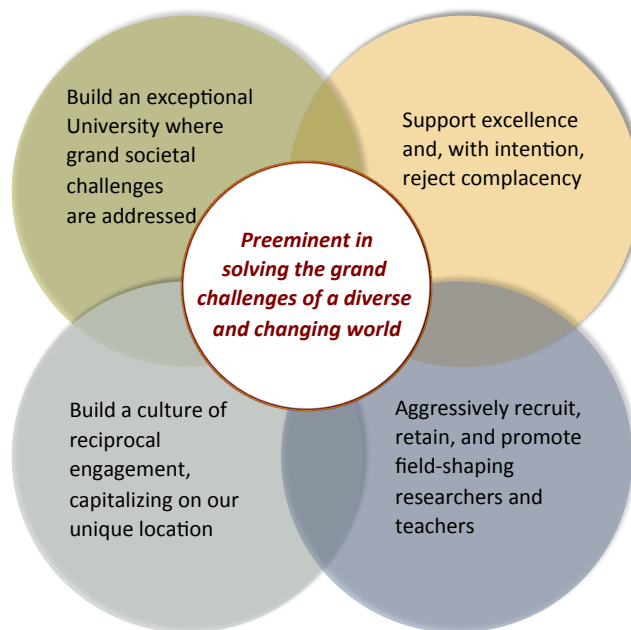 Build an exceptional
University where
grand societal
challenges
are addressed
Support excellence
and, with intention,
reject complacency
Preeminent in
solving the grand
challenges of a diverse
and changing world
Build a culture of
reciprocal
engagement,
capitalizing on our
unique location
Aggressively recruit,
retain, and promote
field-shaping
researchers and
teachers